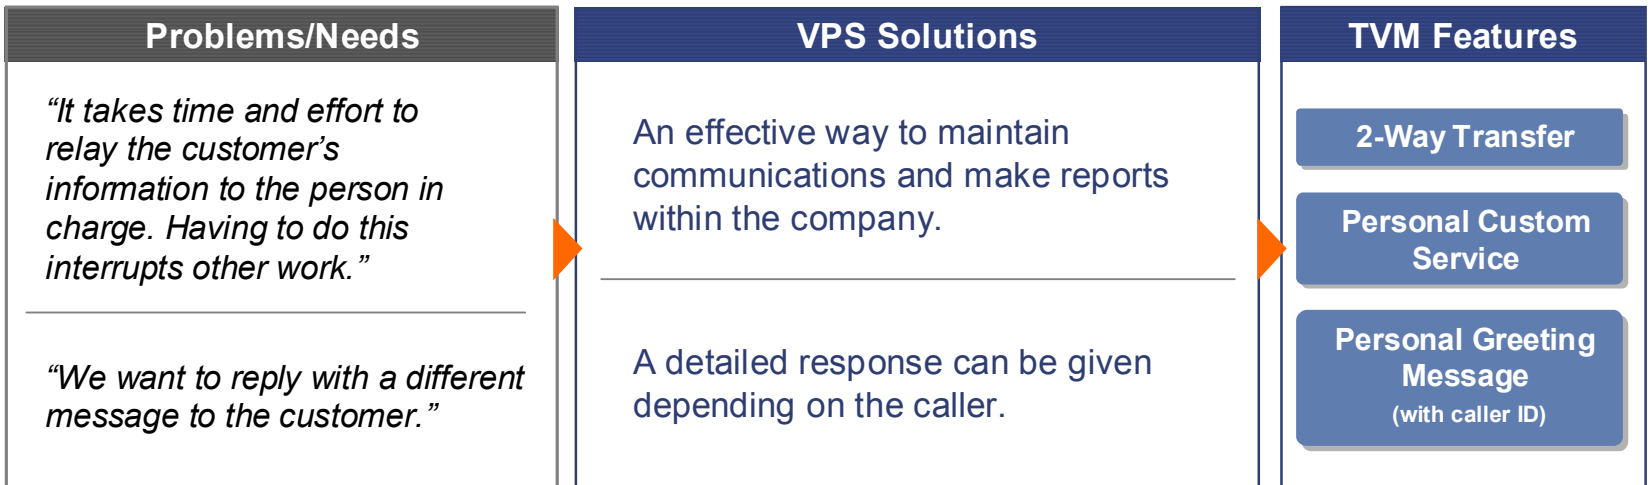 Problems/Needs
“It takes time and effort to
relay the customer’s
information to the person in
charge. Having to do this
interrupts other work.”
“We want to reply with a different
message to the customer.”
VPS Solutions
An effective way to maintain
communications and make reports
within the company.
A detailed response can be given
depending on the caller.
TVM Features
2-Way Transfer
Personal Custom
Service
Personal Greeting
Message
(with caller ID)